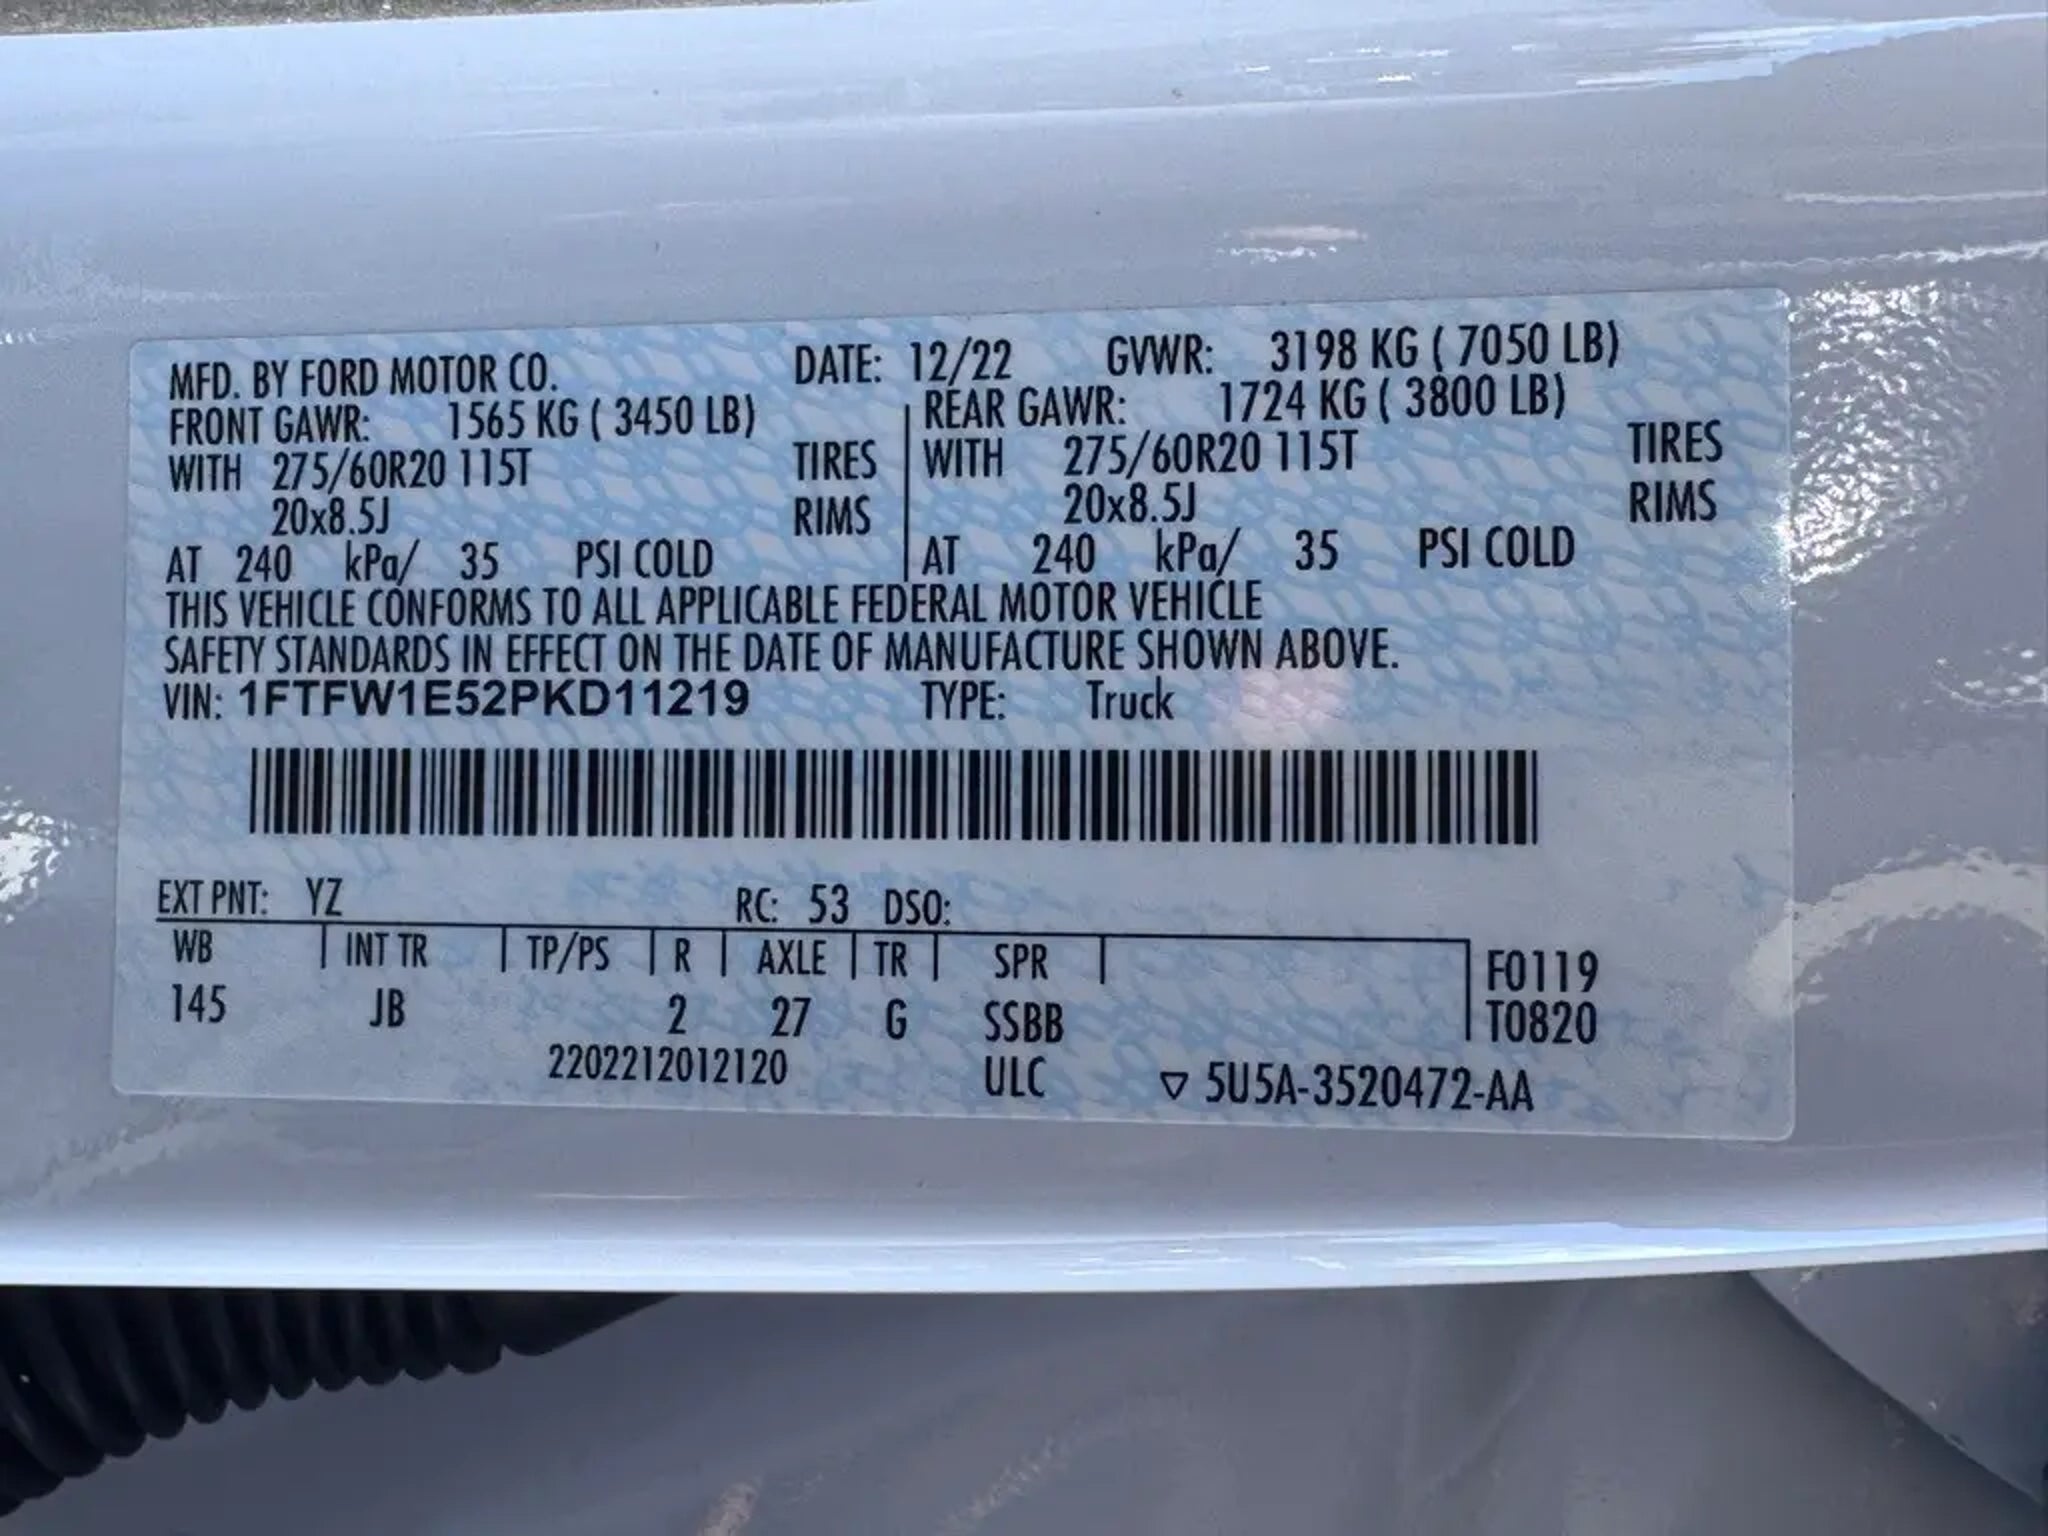 MFD. BY FORD MOTOR CO. DATE: 12/22 GVWR: 3198 KG ( 7050 LB)
FRONT GAWR: 1565 KG ( 3450 LB) REAR GAWR: 1724 KG ( 3800 LB)
WITH 275/60R20 115T TIRES WITH 275/60R20 115T TIRES
20x8.5J RIMS 20x8.5J RIMS
AT 240 kPa/ 35 PSI COLD AT 240 kPa/ 35 PSI COLD
THIS VEHICLE CONFORMS TO ALL APPLICABLE FEDERAL MOTOR VEHICLE
SAFETY STANDARDS IN EFFECT ON THE DATE OF MANUFACTURE SHOWN ABOVE.
VIN: 1FTFW1E52PKD11219 TYPE: Truck
EXT PNT: YZ RC: 53 DSO:
WB INT TR TP/PS R AXLE TR SPR F0119
145 JB 2 27 G SSBB T0820
2202212012120 ULC ▽ 5U5A-3520472-AA